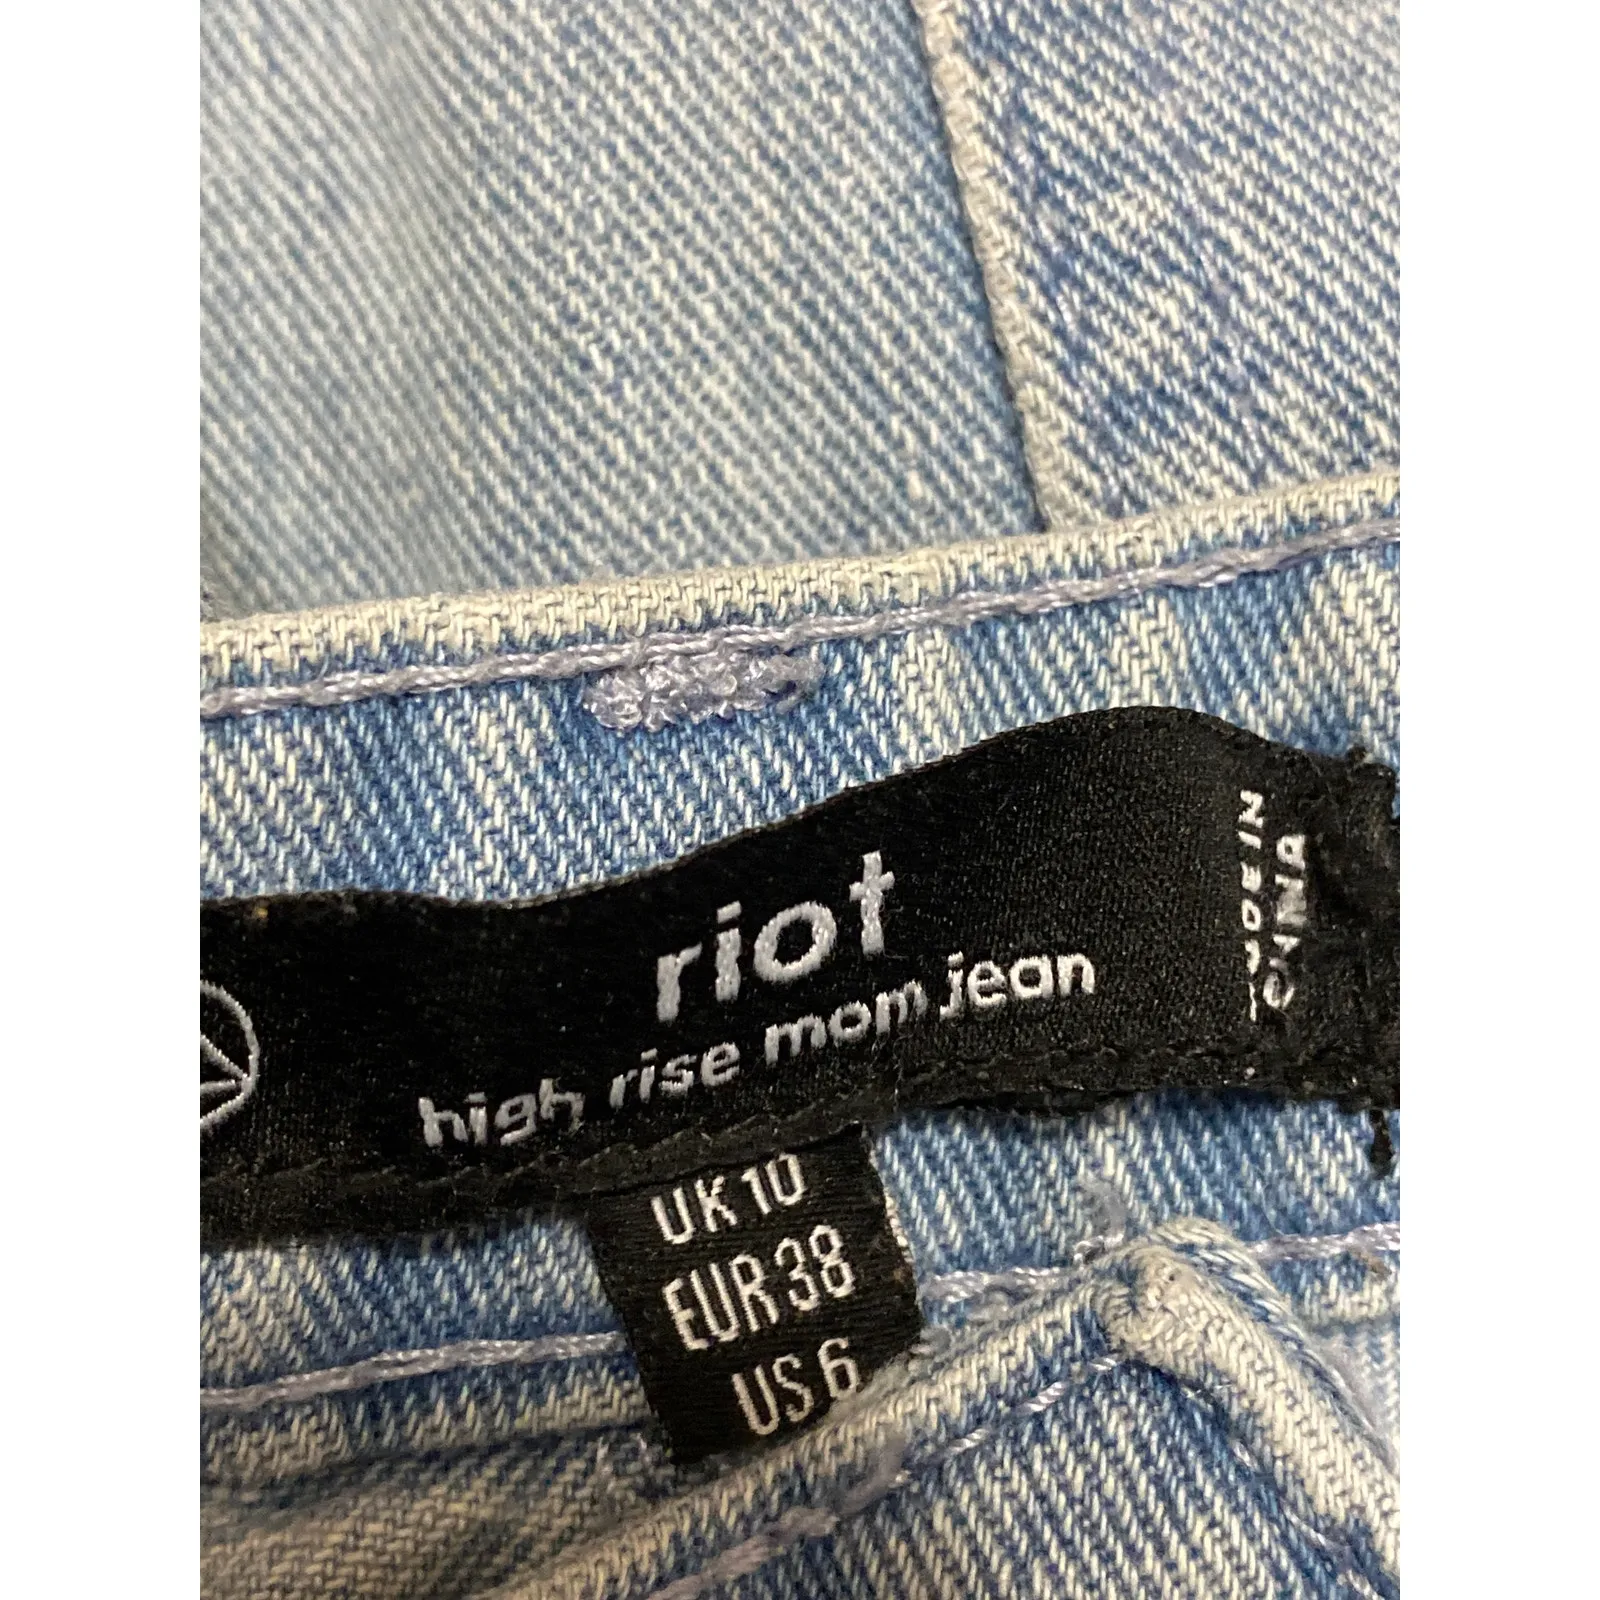 riot
high rise mom jean
MADE IN
CHINA
UK 10
EUR 38
US 6